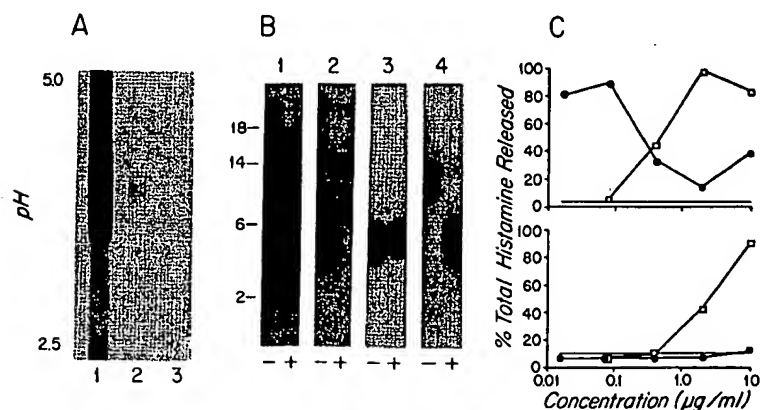 A
B
C
5.0
pH
2.5
1 2 3
1 2 3 4
18–
14–
6–
2–
– + – + – + – +
100
80
60
40
20
0
100
80
60
40
20
0
% Total Histamine Released
0.01 0.1 1.0 10
Concentration (μg/ml)